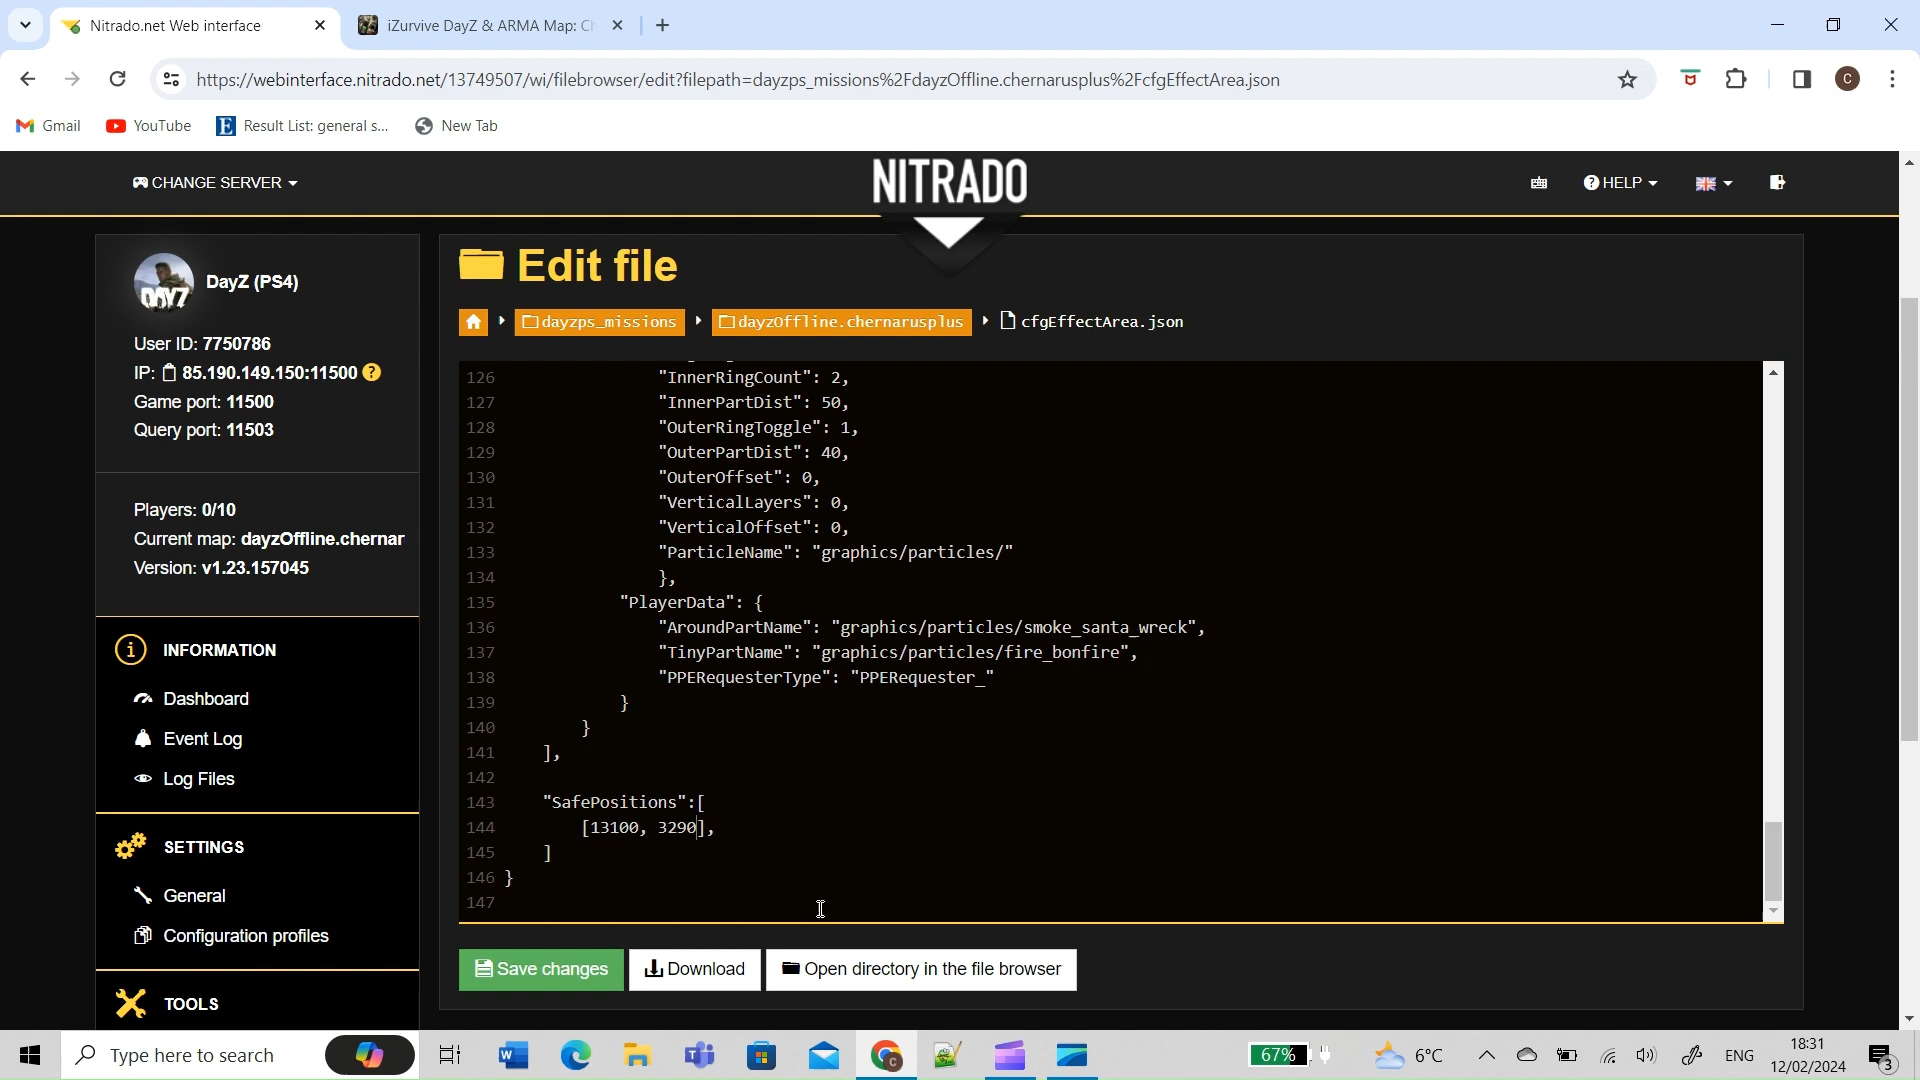 Nitrado.net Web interface
iZurvive DayZ & ARMA Map: Ch
https://webinterface.nitrado.net/13749507/wi/filebrowser/edit?filepath=dayzps_missions%2FdayzOffline.chernarusplus%2FcfgEffectArea.json
C
Gmail
YouTube
Result List: general s...
New Tab
CHANGE SERVER
NITRADO
HELP
DayZ (PS4)
User ID: 7750786
IP: 85.190.149.150:11500
Game port: 11500
Query port: 11503
Players: 0/10
Current map: dayzOffline.chernar
Version: v1.23.157045
INFORMATION
Dashboard
Event Log
Log Files
SETTINGS
General
Configuration profiles
TOOLS
Edit file
dayzps_missions
dayzOffline.chernarusplus
cfgEffectArea.json
126 "InnerRingCount": 2,
127 "InnerPartDist": 50,
128 "OuterRingToggle": 1,
129 "OuterPartDist": 40,
130 "OuterOffset": 0,
131 "VerticalLayers": 0,
132 "VerticalOffset": 0,
133 "ParticleName": "graphics/particles/"
134 },
135 "PlayerData": {
136 "AroundPartName": "graphics/particles/smoke_santa_wreck",
137 "TinyPartName": "graphics/particles/fire_bonfire",
138 "PPERequesterType": "PPERequester_"
139 }
140 }
141 ],
142
143 "SafePositions":[
144 [13100, 3290],
145 ]
146 }
147
Save changes
Download
Open directory in the file browser
Type here to search
67%
6°C
ENG
18:31
12/02/2024
3